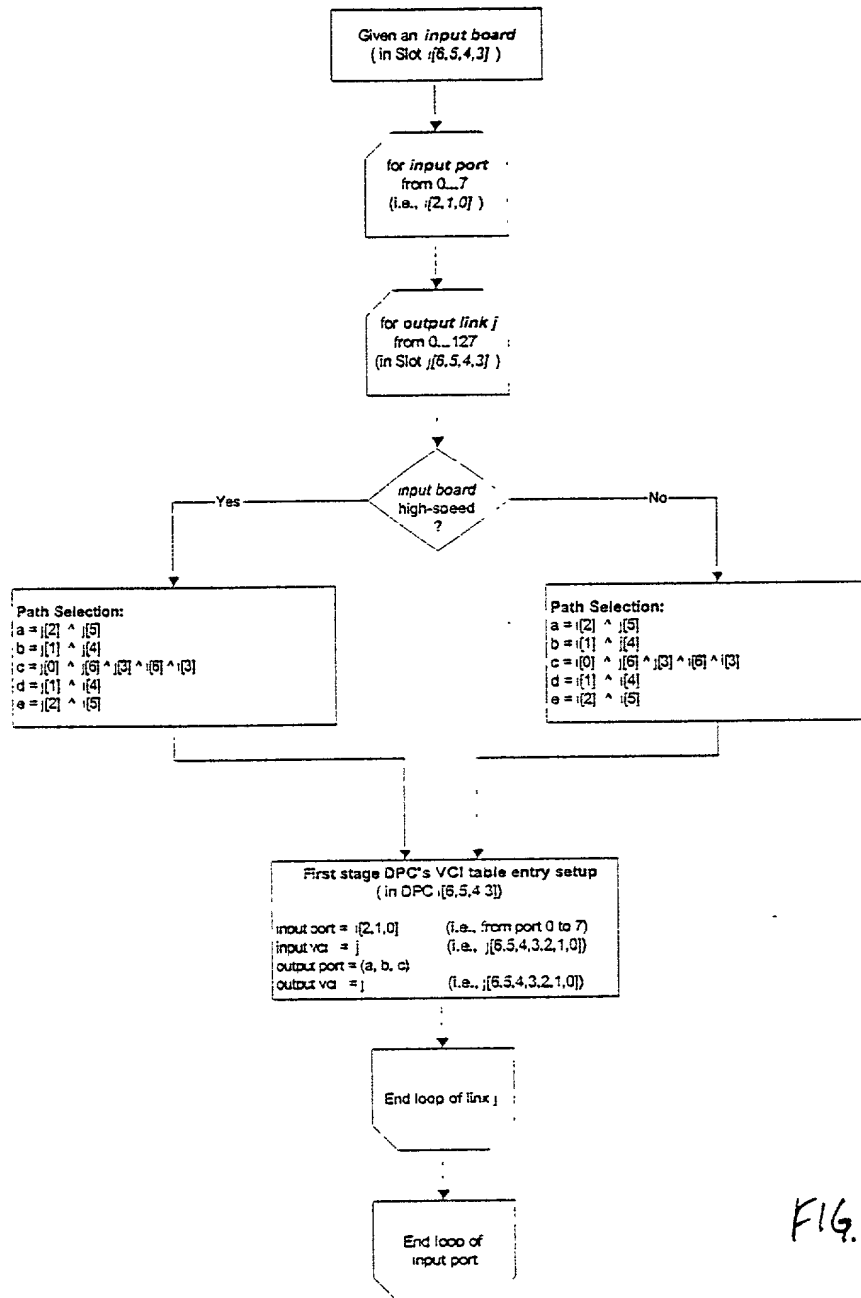 Given an input board
( in Slot i[6,5,4,3] )
for input port
from 0...7
(i.e., i[2,1,0] )
for output link j
from 0...127
(in Slot j[6,5,4,3] )
input board
high-speed
?
Yes
No
Path Selection:
a = j[2] ^ j[5]
b = j[1] ^ j[4]
c = j[0] ^ j[6] ^ j[3] ^ i[6] ^ i[3]
d = j[1] ^ i[4]
e = j[2] ^ i[5]
Path Selection:
a = i[2] ^ j[5]
b = i[1] ^ j[4]
c = i[0] ^ j[6] ^ j[3] ^ i[6] ^ i[3]
d = i[1] ^ i[4]
e = i[2] ^ i[5]
First stage DPC's VCI table entry setup
( in DPC i[6,5,4 3])
input port = i[2,1,0] (i.e., from port 0 to 7)
input vci = j (i.e., j[6,5,4,3,2,1,0])
output port = (a, b, c)
output vci = j (i.e., j[6,5,4,3,2,1,0])
End loop of link j
End loop of
input port
FIG.